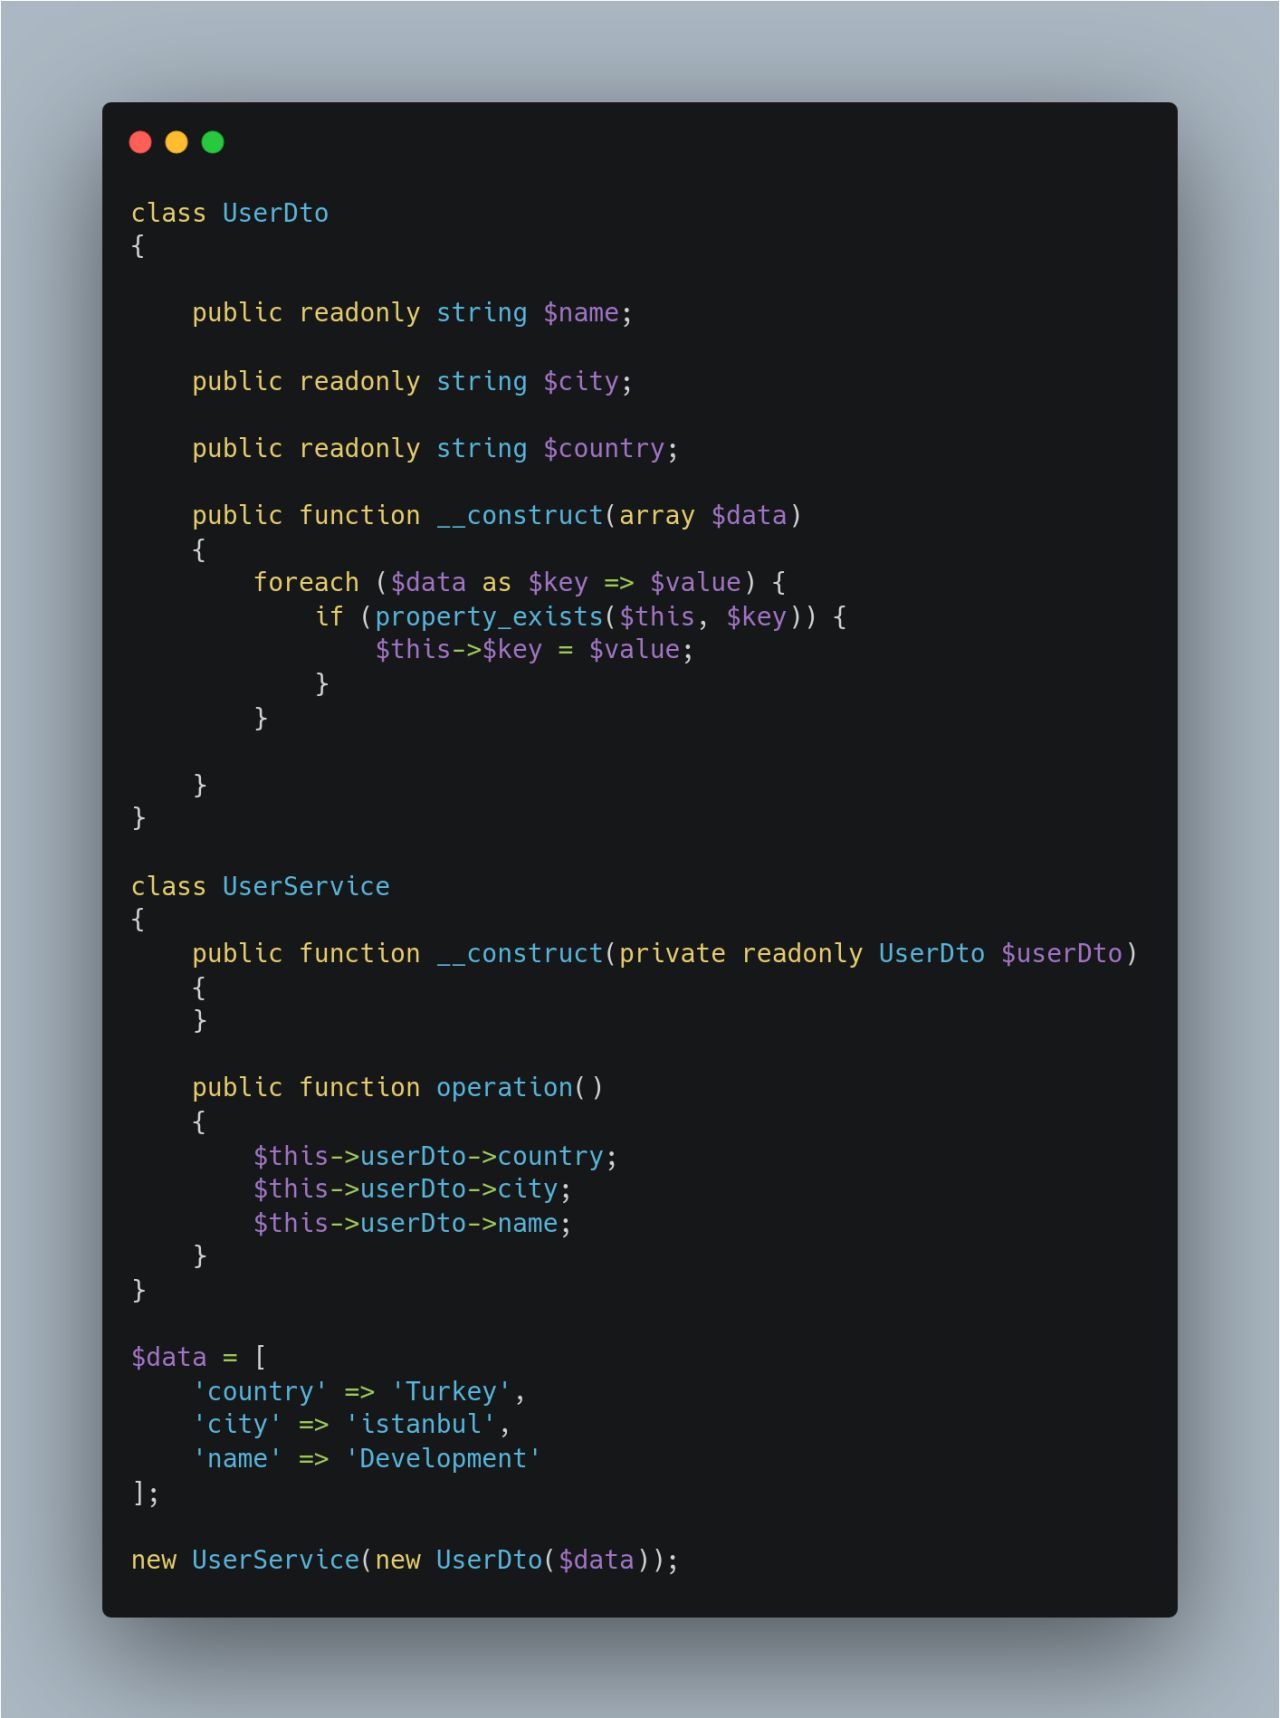 class UserDto
{
    public readonly string $name;
    public readonly string $city;
    public readonly string $country;
    public function __construct(array $data)
    {
        foreach ($data as $key => $value) {
            if (property_exists($this, $key)) {
                $this->$key = $value;
            }
        }
    }
}
class UserService
{
    public function __construct(private readonly UserDto $userDto)
    {
    }
    public function operation()
    {
        $this->userDto->country;
        $this->userDto->city;
        $this->userDto->name;
    }
}
$data = [
    'country' => 'Turkey',
    'city' => 'istanbul',
    'name' => 'Development'
];
new UserService(new UserDto($data));